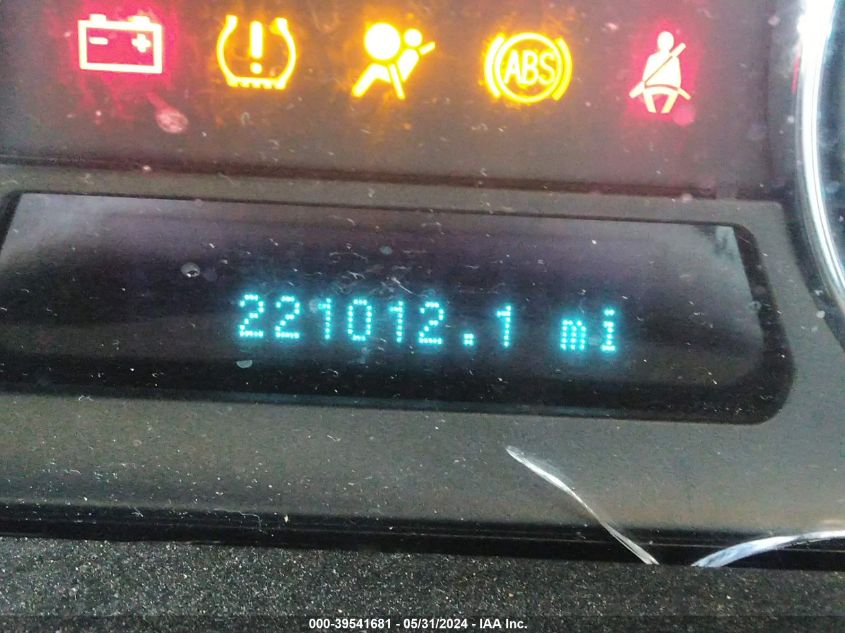 ABS
221012.1 mi
000-39541681 - 05/31/2024 - IAA Inc.